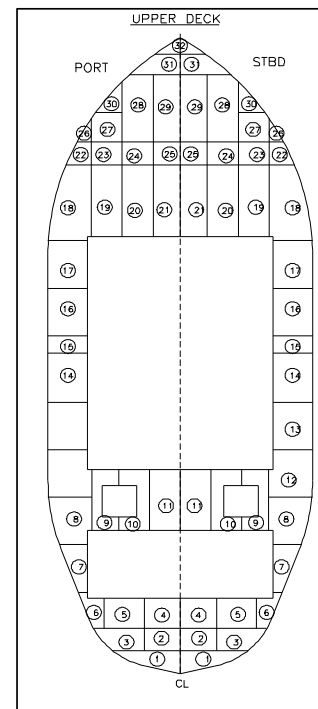 UPPER DECK
PORT STBD
32
31 31
30 28 29 29 28 30
26 27 27 26
22 23 24 25 25 24 23 22
18 19 20 21 21 20 19 18
17 17
16 16
15 15
14 14
13
12
11 11
8 9 10 10 9 8
7 7
6 5 4 4 5 6
3 2 2 3
1 1
CL